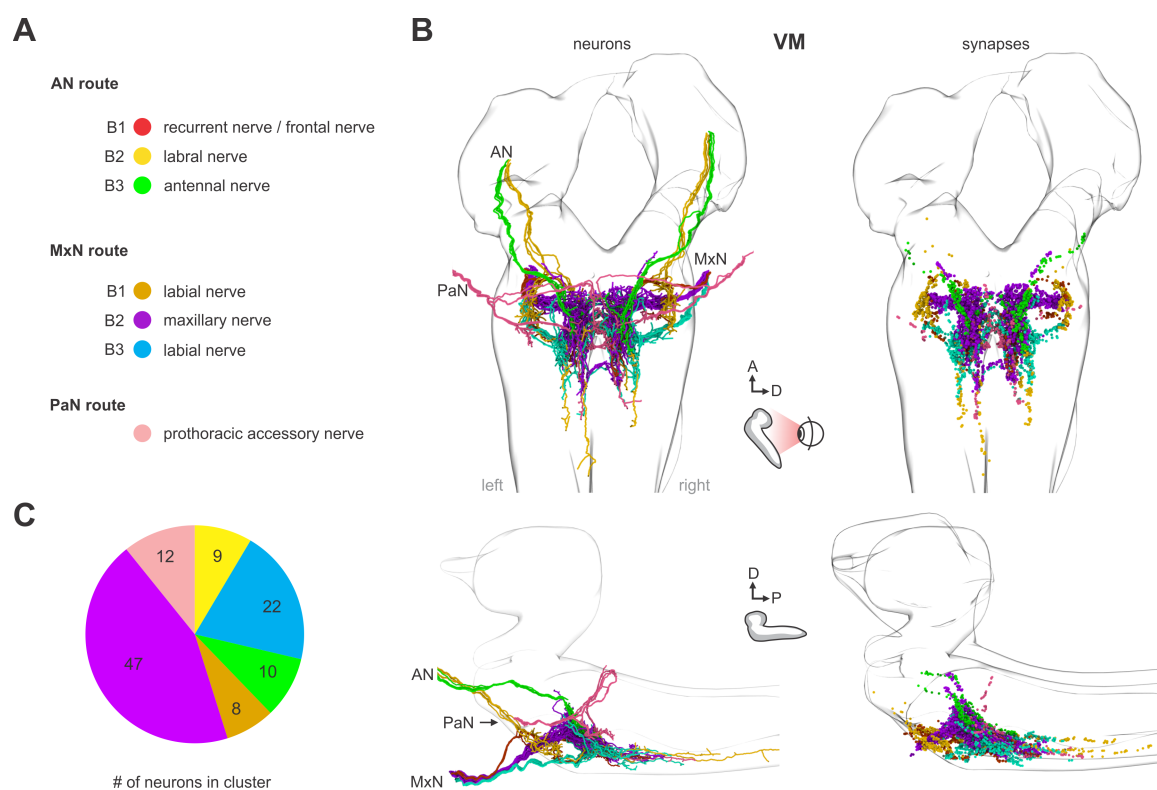 A
AN route
B1 recurrent nerve / frontal nerve
B2 labral nerve
B3 antennal nerve
MxN route
B1 labial nerve
B2 maxillary nerve
B3 labial nerve
PaN route
prothoracic accessory nerve
B
neurons
VM
synapses
AN
MxN
PaN
A
D
left
right
C
12
9
22
47
10
8
# of neurons in cluster
D
P
AN
PaN
MxN